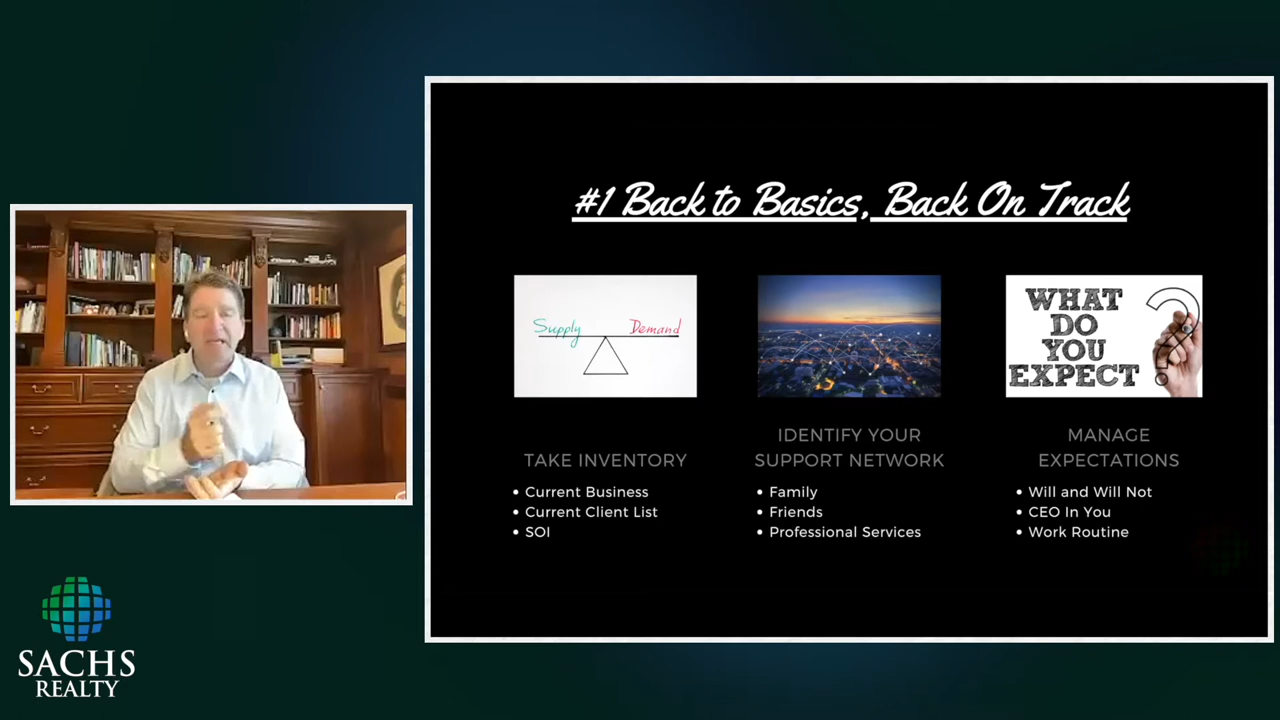 #1 Back to Basics, Back On Track
Supply Demand
WHAT
DO
YOU
EXPECT
?
TAKE INVENTORY
• Current Business
• Current Client List
• SOI
IDENTIFY YOUR
SUPPORT NETWORK
• Family
• Friends
• Professional Services
MANAGE
EXPECTATIONS
• Will and Will Not
• CEO In You
• Work Routine
SACHS
REALTY